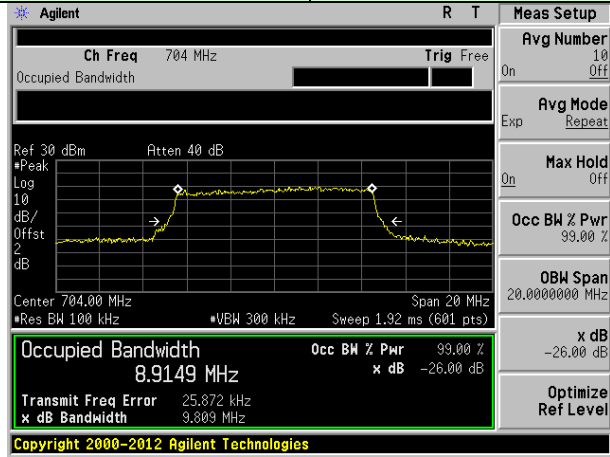 Agilent R T
Ch Freq 704 MHz Trig Free
Occupied Bandwidth
Ref 30 dBm Atten 40 dB
#Peak
Log
10
dB/
Offst
2
dB
Center 704.00 MHz Span 20 MHz
#Res BW 100 kHz #VBW 300 kHz Sweep 1.92 ms (601 pts)
Occupied Bandwidth Occ BW % Pwr 99.00 %
8.9149 MHz x dB -26.00 dB
Transmit Freq Error 25.872 kHz
x dB Bandwidth 9.809 MHz
Copyright 2000-2012 Agilent Technologies
Meas Setup
Avg Number
10
On Off
Avg Mode
Exp Repeat
Max Hold
On Off
Occ BW % Pwr
99.00 %
OBW Span
20.0000000 MHz
x dB
-26.00 dB
Optimize
Ref Level